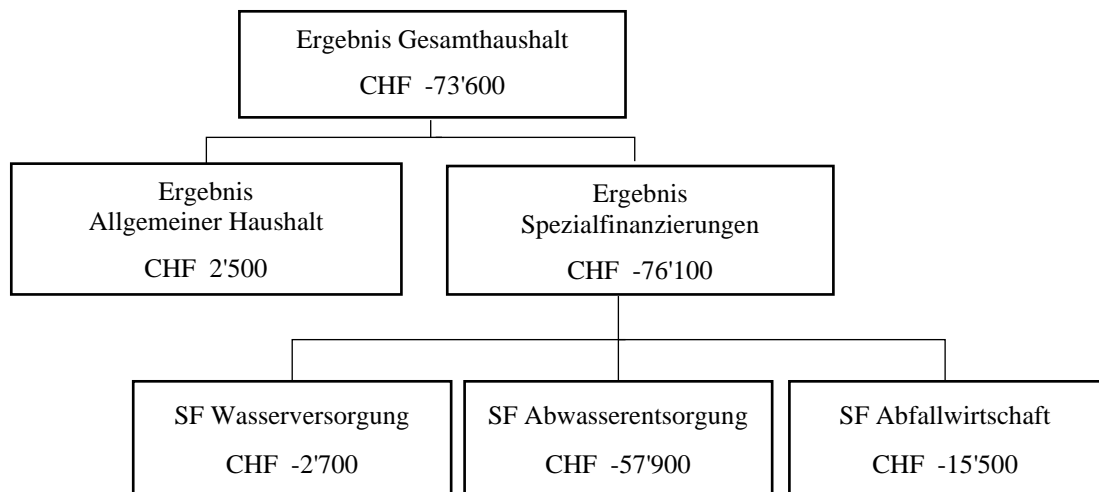 Ergebnis Gesamthaushalt
CHF -73'600
Ergebnis
Allgemeiner Haushalt
CHF 2'500
Ergebnis
Spezialfinanzierungen
CHF -76'100
SF Wasserversorgung
CHF -2'700
SF Abwasserentsorgung
CHF -57'900
SF Abfallwirtschaft
CHF -15'500